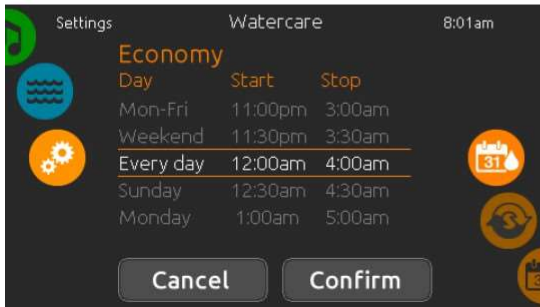 Settings Watercare 8:01am
Economy
Day Start Stop
Mon-Fri 11:00pm 3:00am
Weekend 11:30pm 3:30am
Every day 12:00am 4:00am
31
Sunday 12:30am 4:30am
Monday 1:00am 5:00am
Cancel Confirm